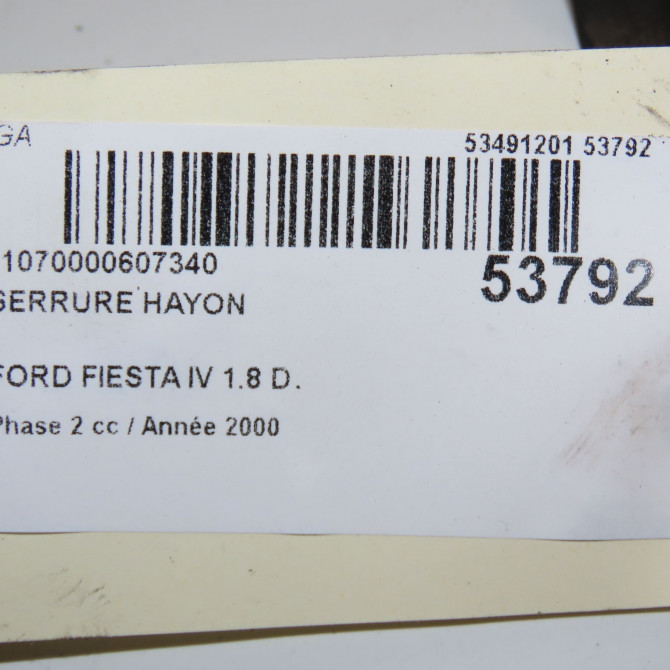 GA
53491201 53792
1070000607340
53792
SERRURE HAYON
FORD FIESTA IV 1.8 D.
Phase 2 cc / Année 2000